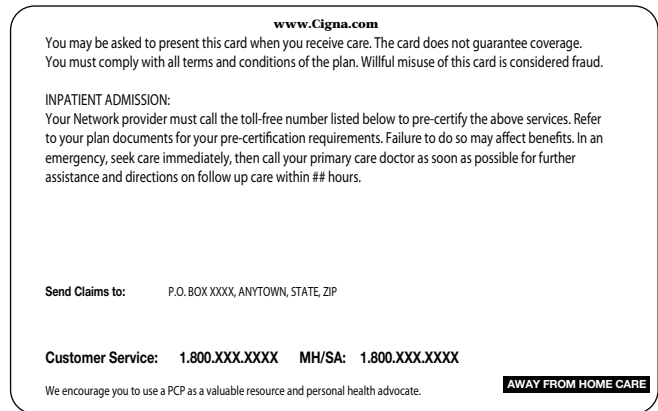 www.Cigna.com
You may be asked to present this card when you receive care. The card does not guarantee coverage.
You must comply with all terms and conditions of the plan. Willful misuse of this card is considered fraud.
INPATIENT ADMISSION:
Your Network provider must call the toll-free number listed below to pre-certify the above services. Refer
to your plan documents for your pre-certification requirements. Failure to do so may affect benefits. In an
emergency, seek care immediately, then call your primary care doctor as soon as possible for further
assistance and directions on follow up care within ## hours.
Send Claims to: P.O. BOX XXXX, ANYTOWN, STATE, ZIP
Customer Service: 1.800.XXX.XXXX MH/SA: 1.800.XXX.XXXX
We encourage you to use a PCP as a valuable resource and personal health advocate.
AWAY FROM HOME CARE